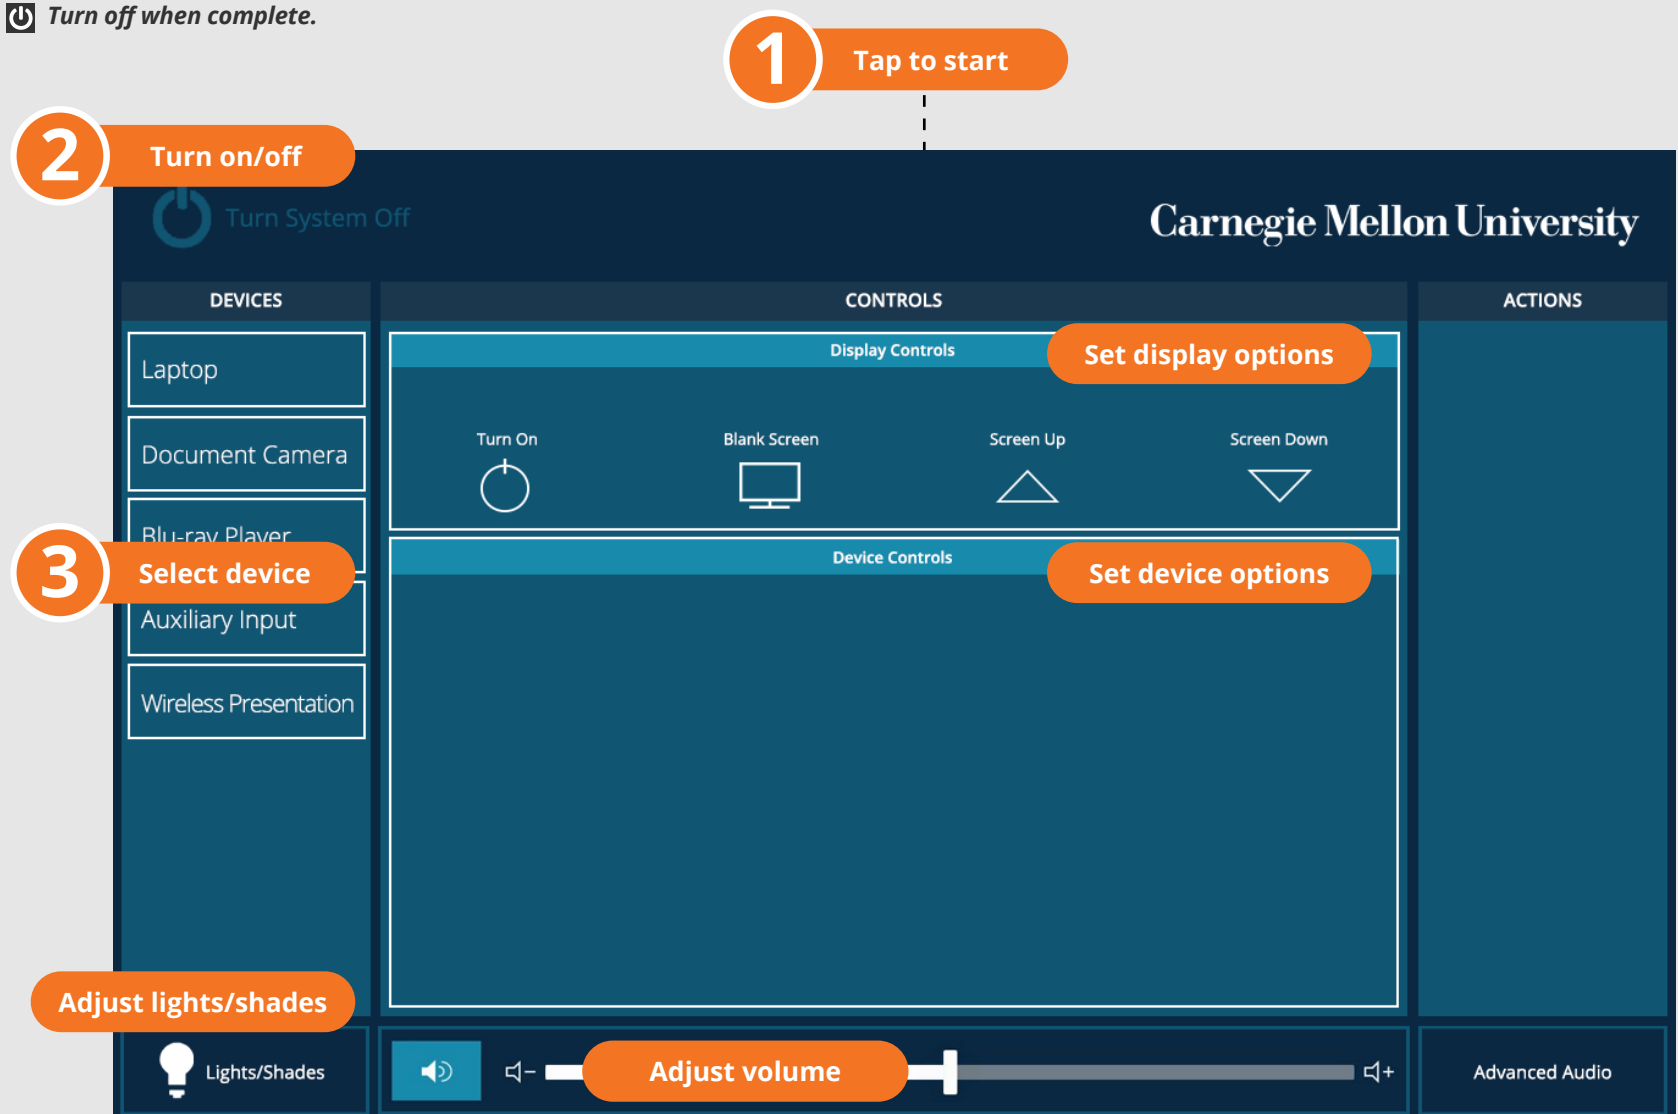 Turn off when complete.
1
Tap to start
2
Turn on/off
Turn System Off
Carnegie Mellon University
DEVICES
CONTROLS
ACTIONS
Display Controls
Set display options
Laptop
Document Camera
Turn On
Blank Screen
Screen Up
Screen Down
Blu-ray Player
3
Select device
Device Controls
Set device options
Auxiliary Input
Wireless Presentation
Adjust lights/shades
Lights/Shades
Adjust volume
Advanced Audio